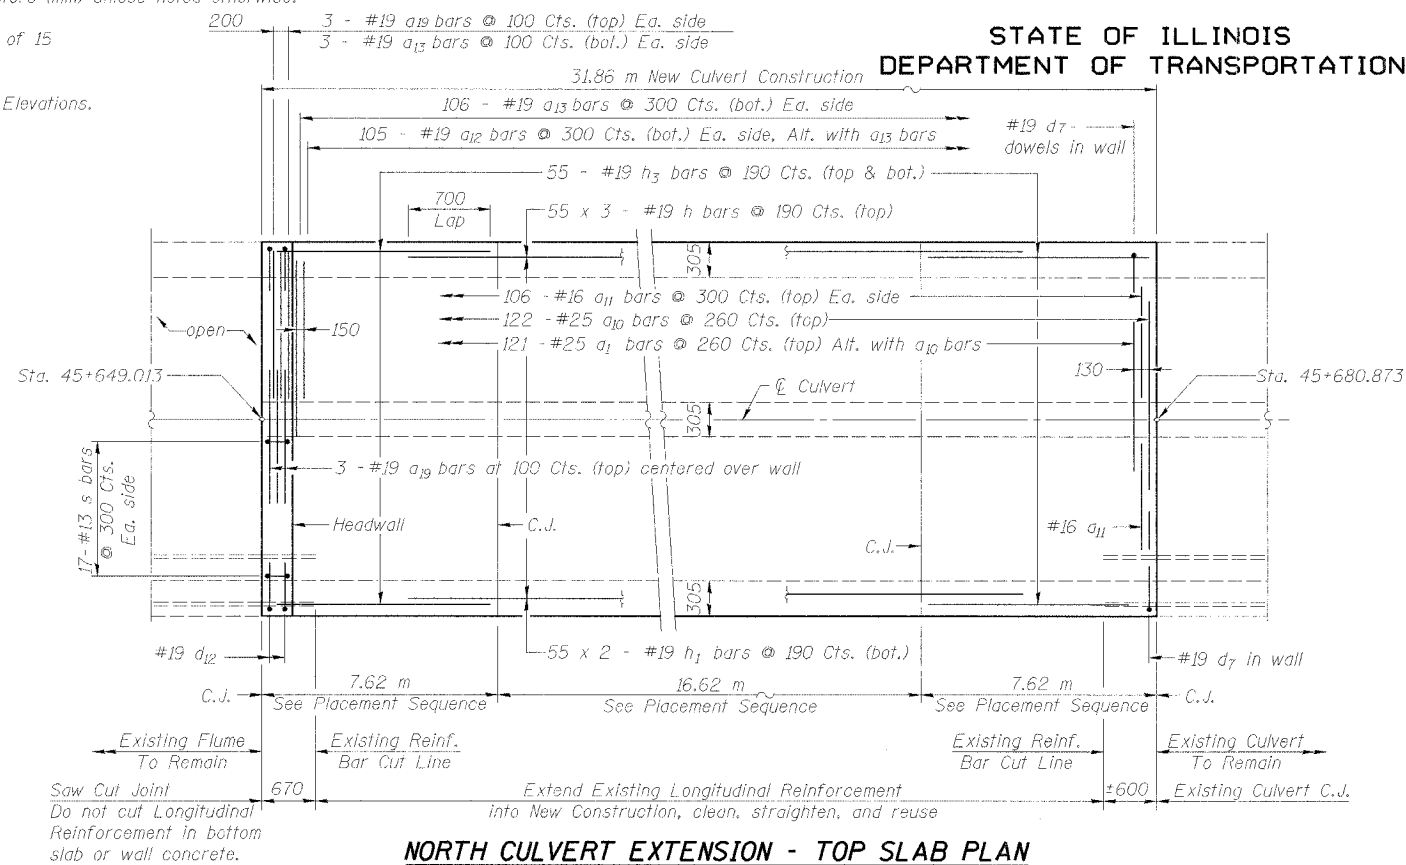 200
3 - #19 a19 bars @ 100 Cts. (top) Ea. side
3 - #19 a13 bars @ 100 Cts. (bot.) Ea. side
of 15
STATE OF ILLINOIS
DEPARTMENT OF TRANSPORTATION
31.86 m New Culvert Construction
Elevations.
106 - #19 a13 bars @ 300 Cts. (bot.) Ea. side
105 - #19 a12 bars @ 300 Cts. (bot.) Ea. side, Alt. with a13 bars
#19 d7
dowels in wall
55 - #19 h3 bars @ 190 Cts. (top & bot.)
700
Lap
55 x 3 - #19 h bars @ 190 Cts. (top)
305
106 - #16 a11 bars @ 300 Cts. (top) Ea. side
122 - #25 a10 bars @ 260 Cts. (top)
121 - #25 a1 bars @ 260 Cts. (top) Alt. with a10 bars
open
150
130
Sta. 45+649.013
Sta. 45+680.873
℄ Culvert
305
3 - #19 a19 bars at 100 Cts. (top) centered over wall
17 - #13 s bars
@ 300 Cts.
Ea. side
Headwall
C.J.
C.J.
#16 a11
305
#19 d12
55 x 2 - #19 h1 bars @ 190 Cts. (bot.)
#19 d7 in wall
C.J.
7.62 m
See Placement Sequence
16.62 m
See Placement Sequence
7.62 m
See Placement Sequence
C.J.
Existing Flume
To Remain
Existing Reinf.
Bar Cut Line
Existing Reinf.
Bar Cut Line
Existing Culvert
To Remain
Saw Cut Joint
Do not cut Longitudinal
Reinforcement in bottom
slab or wall concrete.
670
Extend Existing Longitudinal Reinforcement
into New Construction, clean, straighten, and reuse
±600
Existing Culvert C.J.
NORTH CULVERT EXTENSION - TOP SLAB PLAN